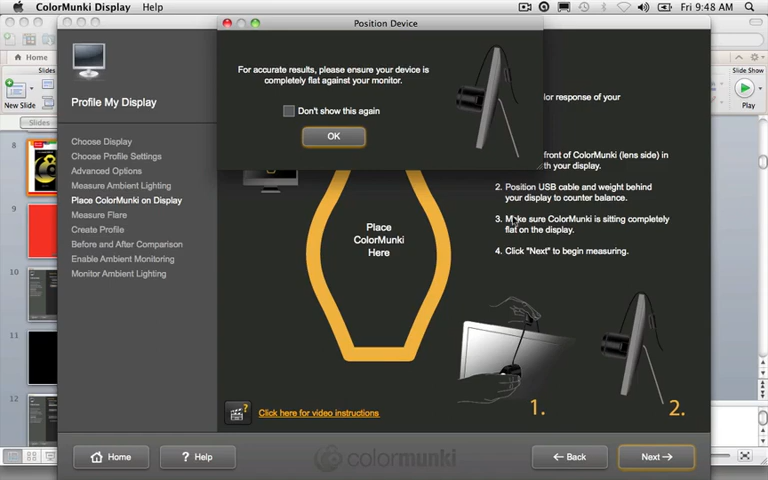 ColorMunki Display Help
Fri 9:48 AM
Position Device
Home
Slides
New Slide
Slides
8
9
10
11
12
Slide Show
Play
Profile My Display
Choose Display
Choose Profile Settings
Advanced Options
Measure Ambient Lighting
Place ColorMunki on Display
Measure Flare
Create Profile
Before and After Comparison
Enable Ambient Monitoring
Monitor Ambient Lighting
For accurate results, please ensure your device is
completely flat against your monitor.
Don't show this again
OK
response of your
front of ColorMunki (lens side) in
with your display.
2. Position USB cable and weight behind
your display to counter balance.
3. Make sure ColorMunki is sitting completely
flat on the display.
4. Click "Next" to begin measuring.
Place
ColorMunki
Here
1.
2.
Click here for video instructions
Home
? Help
colormunki
Back
Next